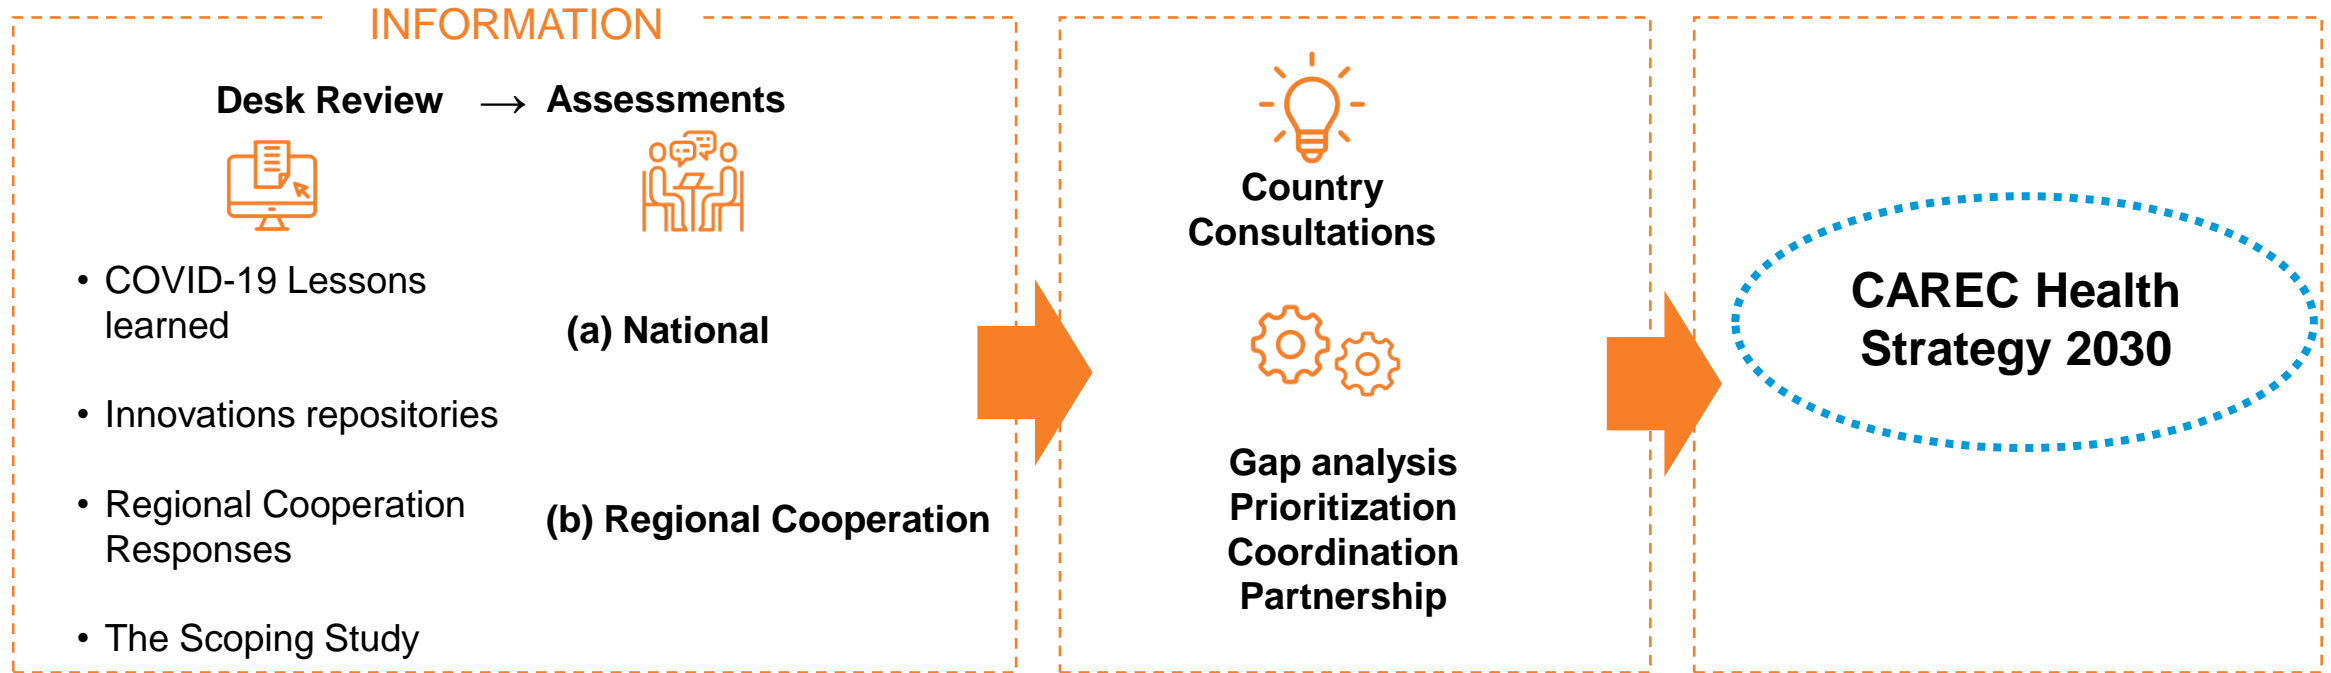 INFORMATION
Desk Review → Assessments
• COVID-19 Lessons
learned
• Innovations repositories
• Regional Cooperation
Responses
• The Scoping Study
(a) National
(b) Regional Cooperation
Country
Consultations
Gap analysis
Prioritization
Coordination
Partnership
CAREC Health
Strategy 2030